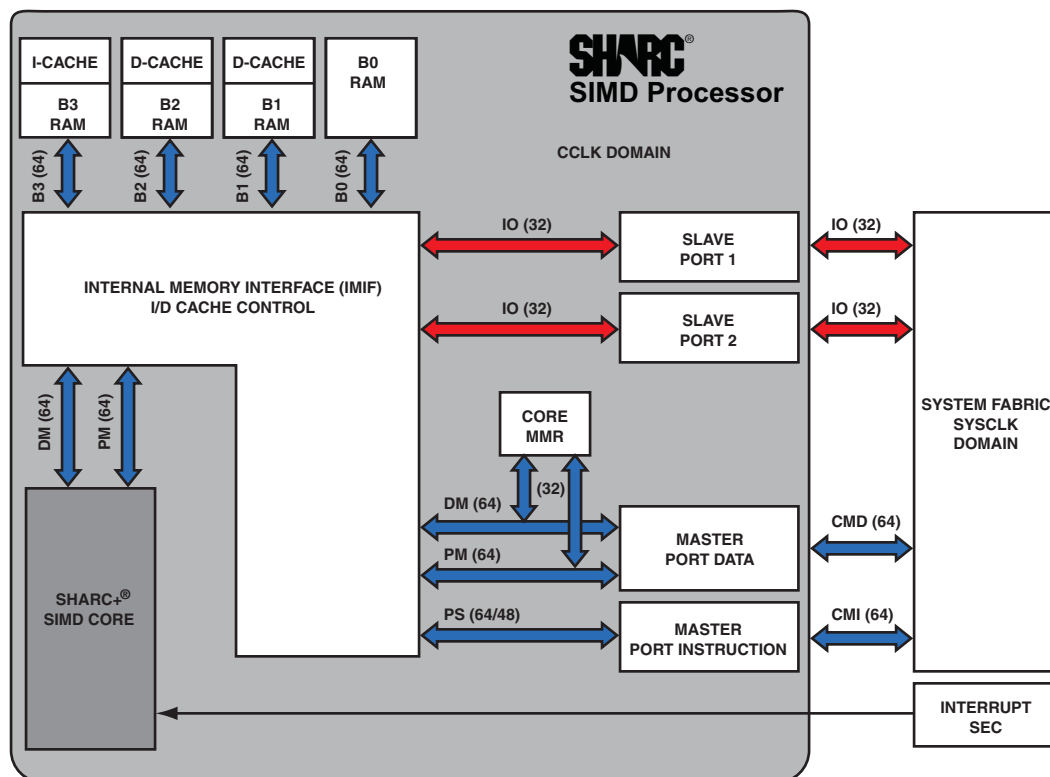 I-CACHE
D-CACHE
D-CACHE
B0
RAM
B3
RAM
B2
RAM
B1
RAM
SHARC®
SIMD Processor
CCLK DOMAIN
B3 (64)
B2 (64)
B1 (64)
B0 (64)
INTERNAL MEMORY INTERFACE (IMIF)
I/D CACHE CONTROL
IO (32)
SLAVE
PORT 1
IO (32)
IO (32)
SLAVE
PORT 2
IO (32)
SYSTEM FABRIC
SYSCLK
DOMAIN
DM (64)
PM (64)
CORE
MMR
(32)
DM (64)
PM (64)
MASTER
PORT DATA
CMD (64)
SHARC+®
SIMD CORE
PS (64/48)
MASTER
PORT INSTRUCTION
CMI (64)
INTERRUPT
SEC